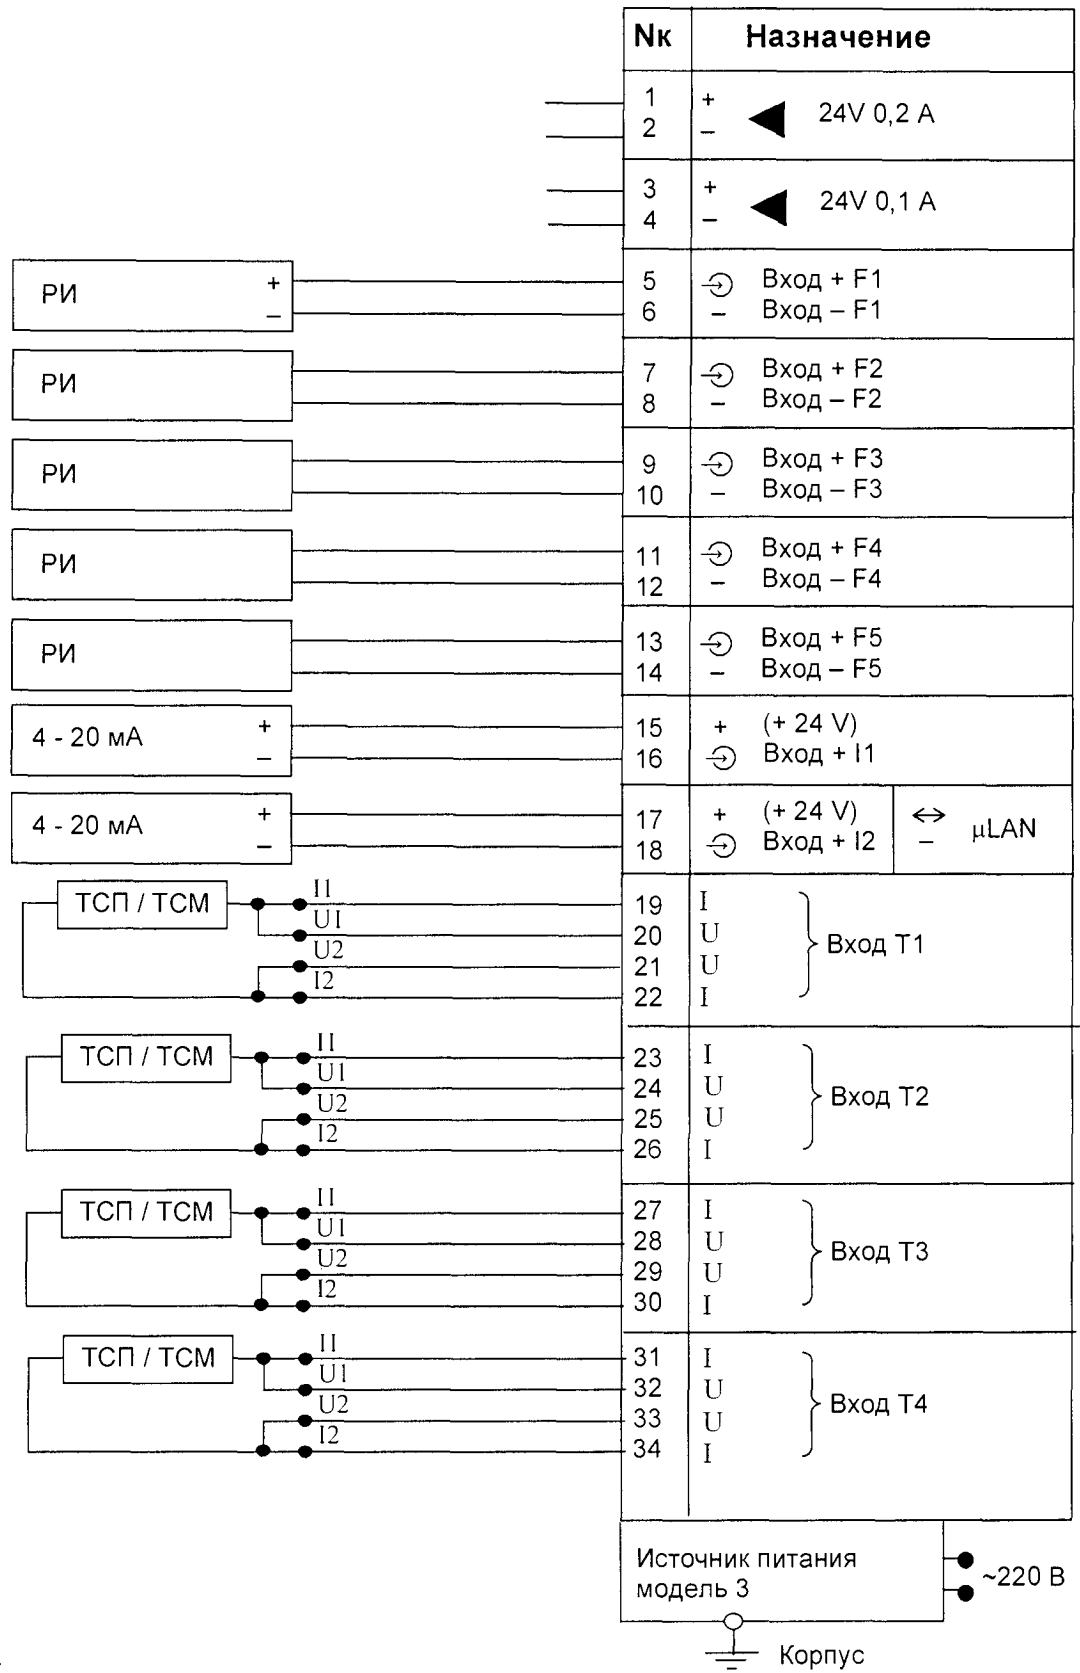 Nк Назначение
1 + 24V 0,2 А
2 –
3 + 24V 0,1 А
4 –
РИ + 5 Вход + F1
– 6 – Вход – F1
РИ 7 Вход + F2
8 – Вход – F2
РИ 9 Вход + F3
10 – Вход – F3
РИ 11 Вход + F4
12 – Вход – F4
РИ 13 Вход + F5
14 – Вход – F5
4 - 20 мА + 15 + (+ 24 V)
– 16 Вход + I1
4 - 20 мА + 17 + (+ 24 V) ↔ μLAN
– 18 Вход + I2 –
ТСП / ТСМ I1 19 I
U1 20 U Вход Т1
U2 21 U
I2 22 I
ТСП / ТСМ I1 23 I
U1 24 U Вход Т2
U2 25 U
I2 26 I
ТСП / ТСМ I1 27 I
U1 28 U Вход Т3
U2 29 U
I2 30 I
ТСП / ТСМ I1 31 I
U1 32 U Вход Т4
U2 33 U
I2 34 I
Источник питания
модель 3
~220 В
Корпус